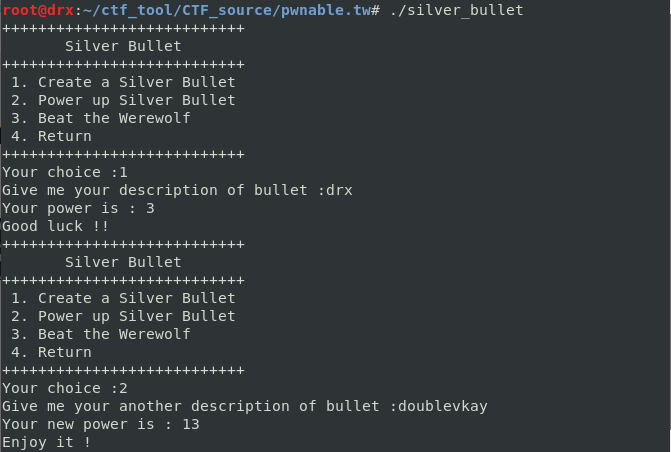 root@drx:~/ctf_tool/CTF_source/pwnable.tw# ./silver_bullet
+++++++++++++++++++++++++++
Silver Bullet
+++++++++++++++++++++++++++
1. Create a Silver Bullet
2. Power up Silver Bullet
3. Beat the Werewolf
4. Return
+++++++++++++++++++++++++++
Your choice :1
Give me your description of bullet :drx
Your power is : 3
Good luck !!
+++++++++++++++++++++++++++
Silver Bullet
+++++++++++++++++++++++++++
1. Create a Silver Bullet
2. Power up Silver Bullet
3. Beat the Werewolf
4. Return
+++++++++++++++++++++++++++
Your choice :2
Give me your another description of bullet :doublevkay
Your new power is : 13
Enjoy it !